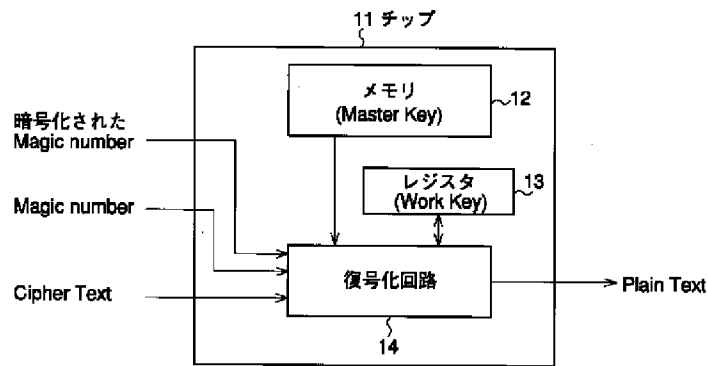 11 チップ
メモリ
(Master Key)
12
暗号化された
Magic number
レジスタ
(Work Key)
13
Magic number
復号化回路
Cipher Text
Plain Text
14